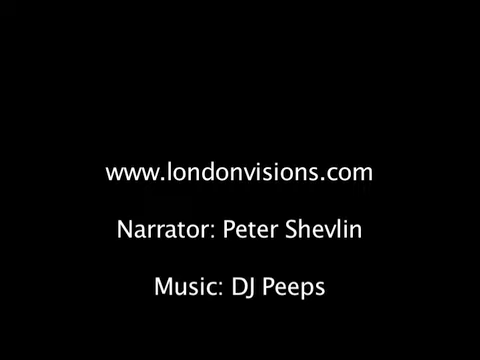 www.londonvisions.com
Narrator: Peter Shevlin
Music: DJ Peeps